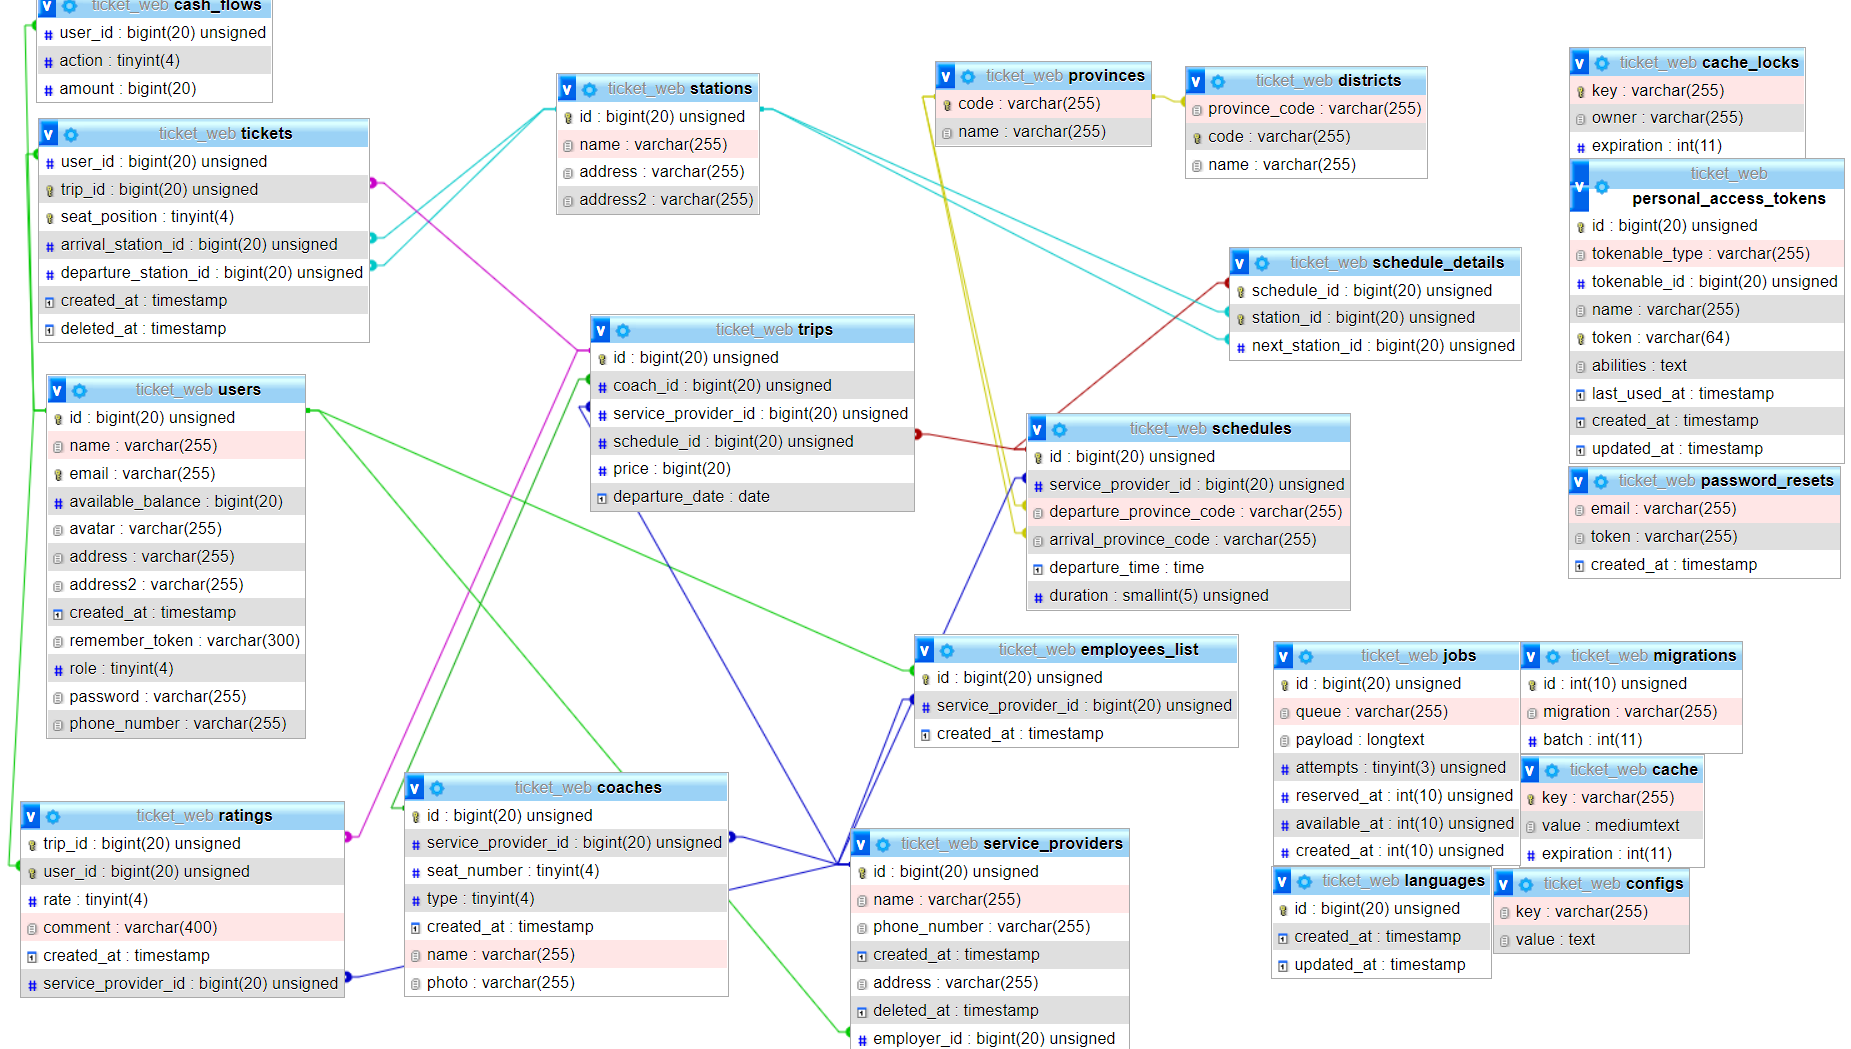 ticket_web cash_flows
user_id : bigint(20) unsigned
action : tinyint(4)
amount : bigint(20)
ticket_web tickets
user_id : bigint(20) unsigned
trip_id : bigint(20) unsigned
seat_position : tinyint(4)
arrival_station_id : bigint(20) unsigned
departure_station_id : bigint(20) unsigned
created_at : timestamp
deleted_at : timestamp
ticket_web users
id : bigint(20) unsigned
name : varchar(255)
email : varchar(255)
available_balance : bigint(20)
avatar : varchar(255)
address : varchar(255)
address2 : varchar(255)
created_at : timestamp
remember_token : varchar(300)
role : tinyint(4)
password : varchar(255)
phone_number : varchar(255)
ticket_web ratings
trip_id : bigint(20) unsigned
user_id : bigint(20) unsigned
rate : tinyint(4)
comment : varchar(400)
created_at : timestamp
service_provider_id : bigint(20) unsigned
ticket_web stations
id : bigint(20) unsigned
name : varchar(255)
address : varchar(255)
address2 : varchar(255)
ticket_web trips
id : bigint(20) unsigned
coach_id : bigint(20) unsigned
service_provider_id : bigint(20) unsigned
schedule_id : bigint(20) unsigned
price : bigint(20)
departure_date : date
ticket_web coaches
id : bigint(20) unsigned
service_provider_id : bigint(20) unsigned
seat_number : tinyint(4)
type : tinyint(4)
created_at : timestamp
name : varchar(255)
photo : varchar(255)
ticket_web provinces
code : varchar(255)
name : varchar(255)
ticket_web districts
province_code : varchar(255)
code : varchar(255)
name : varchar(255)
ticket_web schedule_details
schedule_id : bigint(20) unsigned
station_id : bigint(20) unsigned
next_station_id : bigint(20) unsigned
ticket_web schedules
id : bigint(20) unsigned
service_provider_id : bigint(20) unsigned
departure_province_code : varchar(255)
arrival_province_code : varchar(255)
departure_time : time
duration : smallint(5) unsigned
ticket_web employees_list
id : bigint(20) unsigned
service_provider_id : bigint(20) unsigned
created_at : timestamp
ticket_web service_providers
id : bigint(20) unsigned
name : varchar(255)
phone_number : varchar(255)
created_at : timestamp
address : varchar(255)
deleted_at : timestamp
employer_id : bigint(20) unsigned
ticket_web cache_locks
key : varchar(255)
owner : varchar(255)
expiration : int(11)
ticket_web
personal_access_tokens
id : bigint(20) unsigned
tokenable_type : varchar(255)
tokenable_id : bigint(20) unsigned
name : varchar(255)
token : varchar(64)
abilities : text
last_used_at : timestamp
created_at : timestamp
updated_at : timestamp
ticket_web password_resets
email : varchar(255)
token : varchar(255)
created_at : timestamp
ticket_web jobs
id : bigint(20) unsigned
queue : varchar(255)
payload : longtext
attempts : tinyint(3) unsigned
reserved_at : int(10) unsigned
available_at : int(10) unsigned
created_at : int(10) unsigned
ticket_web migrations
id : int(10) unsigned
migration : varchar(255)
batch : int(11)
ticket_web cache
key : varchar(255)
value : mediumtext
expiration : int(11)
ticket_web languages
id : bigint(20) unsigned
created_at : timestamp
updated_at : timestamp
ticket_web configs
key : varchar(255)
value : text